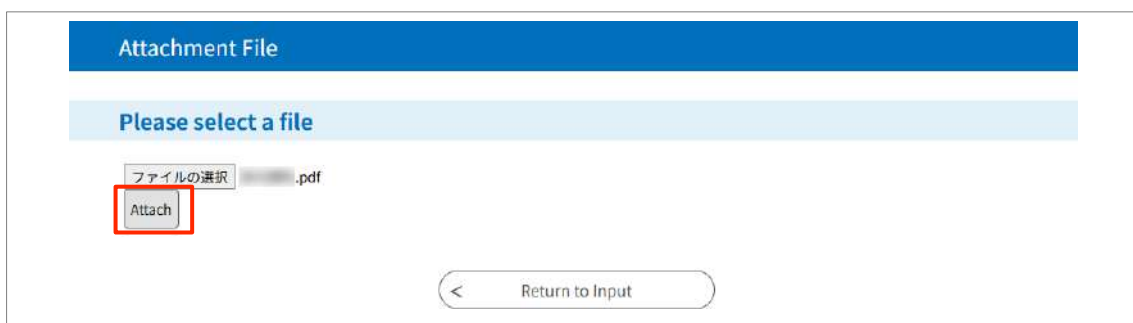 Attachment File
Please select a file
ファイルの選択 .pdf
Attach
< Return to Input